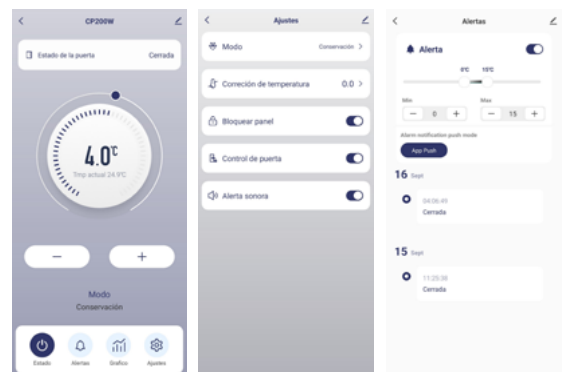 CP200W
Estado de la puerta
Cerrada
4.0°C
Tmp actual 24.9°C
Modo
Conservación
Estado
Alertas
Grafico
Ajustes
Ajustes
Modo
Conservación >
Correción de temperatura
0.0 >
Bloquear panel
Control de puerta
Alerta sonora
Alertas
Alerta
0°C 15°C
Min
Max
− 0 +
− 15 +
Alarm notification push mode
App Push
16 Sept
04:06:49
Cerrada
15 Sept
11:25:38
Cerrada